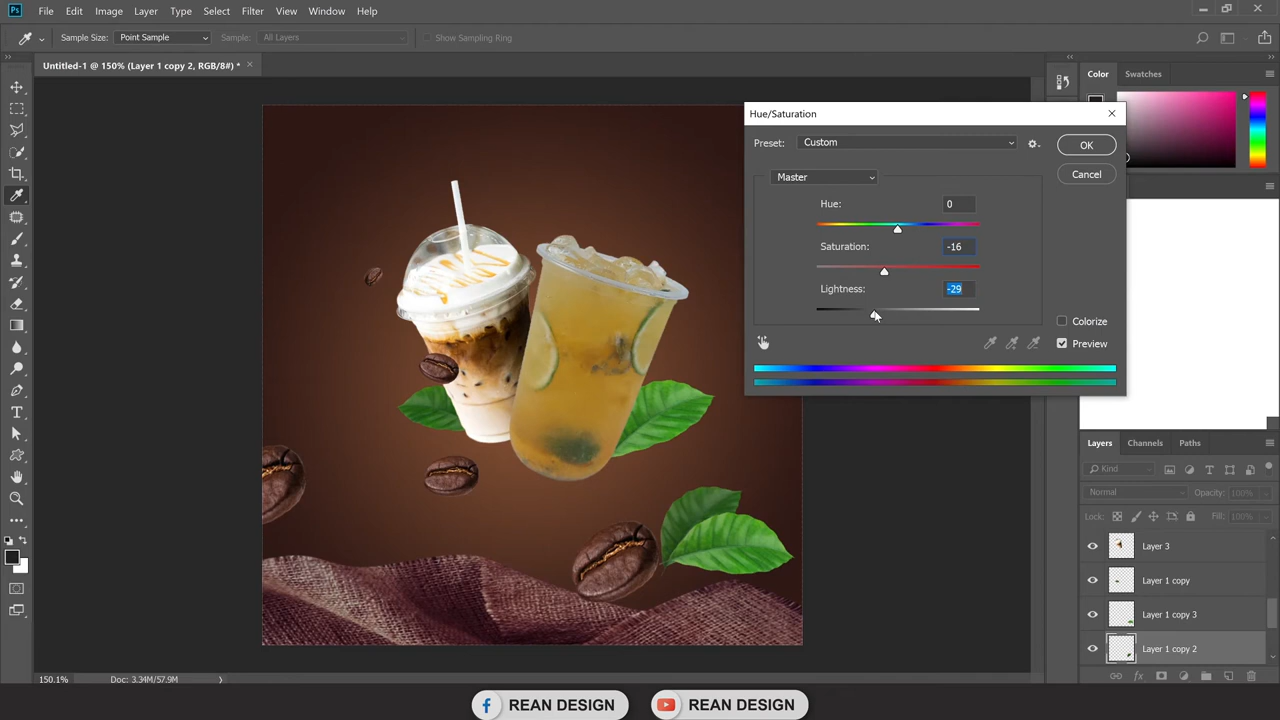 Ps File Edit Image Layer Type Select Filter View Window Help
Sample Size: Point Sample Sample: All Layers Show Sampling Ring
Untitled-1 @ 150% (Layer 1 copy 2, RGB/8#) *
Color Swatches
Hue/Saturation
Preset: Custom
OK
Master
Cancel
Hue: 0
Saturation: -16
Lightness: -29
Colorize
Preview
Layers Channels Paths
Kind
Normal Opacity: 100%
Lock: Fill: 100%
Layer 3
Layer 1 copy
Layer 1 copy 3
Layer 1 copy 2
150.1% Doc: 3.34M/57.9M
REAN DESIGN REAN DESIGN